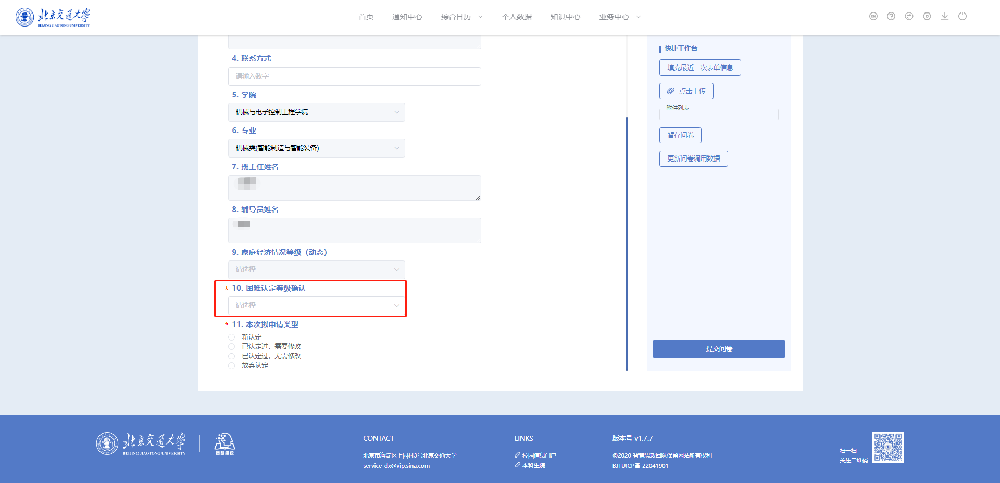 北京交通大学
BEIJING JIAOTONG UNIVERSITY
首页 通知中心 综合日历 个人数据 知识中心 业务中心
EN
4. 联系方式
请输入数字
5. 学院
机械与电子控制工程学院
6. 专业
机械类(智能制造与智能装备)
7. 班主任姓名
8. 辅导员姓名
9. 家庭经济情况等级（动态）
请选择
* 10. 困难认定等级确认
请选择
* 11. 本次拟申请类型
新认定
已认定过，需要修改
已认定过，无需修改
放弃认定
快捷工作台
填充最近一次表单信息
点击上传
附件列表
暂存问卷
更新问卷调用数据
提交问卷
北京交通大学
BEIJING JIAOTONG UNIVERSITY
智慧思政
CONTACT
北京市海淀区上园村3号北京交通大学
service_dx@vip.sina.com
LINKS
校园信息门户
本科生院
版本号 v1.7.7
©2020 智慧思政团队保留网站所有权利
BJTUICP备 22041901
扫一扫
关注二维码